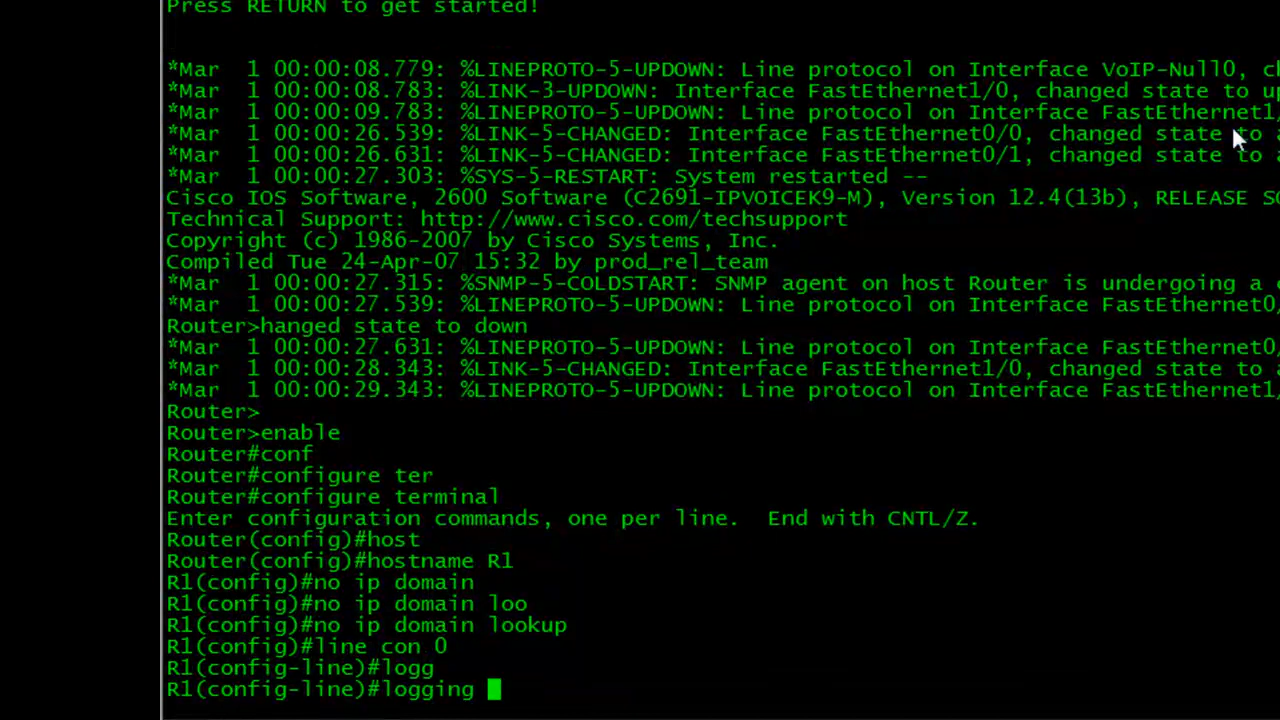 Press RETURN to get started!
*Mar  1 00:00:08.779: %LINEPROTO-5-UPDOWN: Line protocol on Interface VoIP-Null0, ch
*Mar  1 00:00:08.783: %LINK-3-UPDOWN: Interface FastEthernet1/0, changed state to up
*Mar  1 00:00:09.783: %LINEPROTO-5-UPDOWN: Line protocol on Interface FastEthernet1/
*Mar  1 00:00:26.539: %LINK-5-CHANGED: Interface FastEthernet0/0, changed state to a
*Mar  1 00:00:26.631: %LINK-5-CHANGED: Interface FastEthernet0/1, changed state to a
*Mar  1 00:00:27.303: %SYS-5-RESTART: System restarted --
Cisco IOS Software, 2600 Software (C2691-IPVOICEK9-M), Version 12.4(13b), RELEASE SO
Technical Support: http://www.cisco.com/techsupport
Copyright (c) 1986-2007 by Cisco Systems, Inc.
Compiled Tue 24-Apr-07 15:32 by prod_rel_team
*Mar  1 00:00:27.315: %SNMP-5-COLDSTART: SNMP agent on host Router is undergoing a c
*Mar  1 00:00:27.539: %LINEPROTO-5-UPDOWN: Line protocol on Interface FastEthernet0/
Router>hanged state to down
*Mar  1 00:00:27.631: %LINEPROTO-5-UPDOWN: Line protocol on Interface FastEthernet0/
*Mar  1 00:00:28.343: %LINK-5-CHANGED: Interface FastEthernet1/0, changed state to a
*Mar  1 00:00:29.343: %LINEPROTO-5-UPDOWN: Line protocol on Interface FastEthernet1/
Router>
Router>enable
Router#conf
Router#configure ter
Router#configure terminal
Enter configuration commands, one per line.  End with CNTL/Z.
Router(config)#host
Router(config)#hostname R1
R1(config)#no ip domain
R1(config)#no ip domain loo
R1(config)#no ip domain lookup
R1(config)#line con 0
R1(config-line)#logg
R1(config-line)#logging